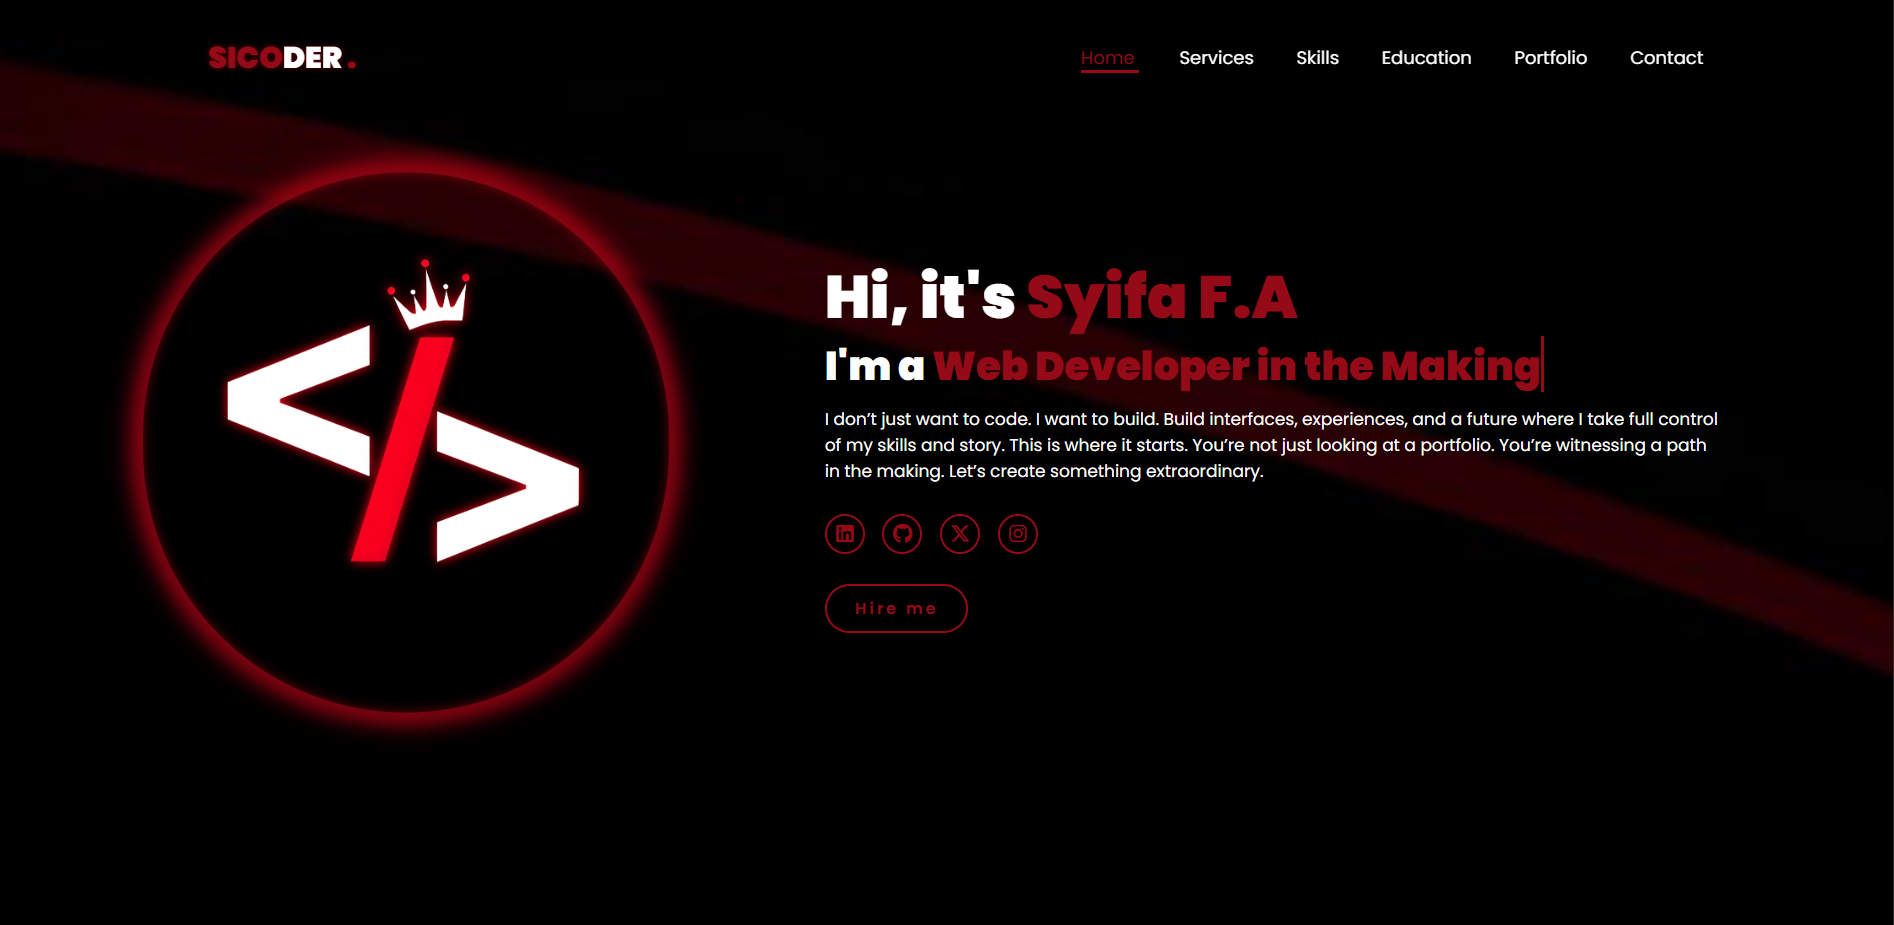 SICODER.
Home Services Skills Education Portfolio Contact
</>
Hi, it's Syifa F.A
I'm a Web Developer in the Making
I don’t just want to code. I want to build. Build interfaces, experiences, and a future where I take full control
of my skills and story. This is where it starts. You’re not just looking at a portfolio. You’re witnessing a path
in the making. Let’s create something extraordinary.
Hire me